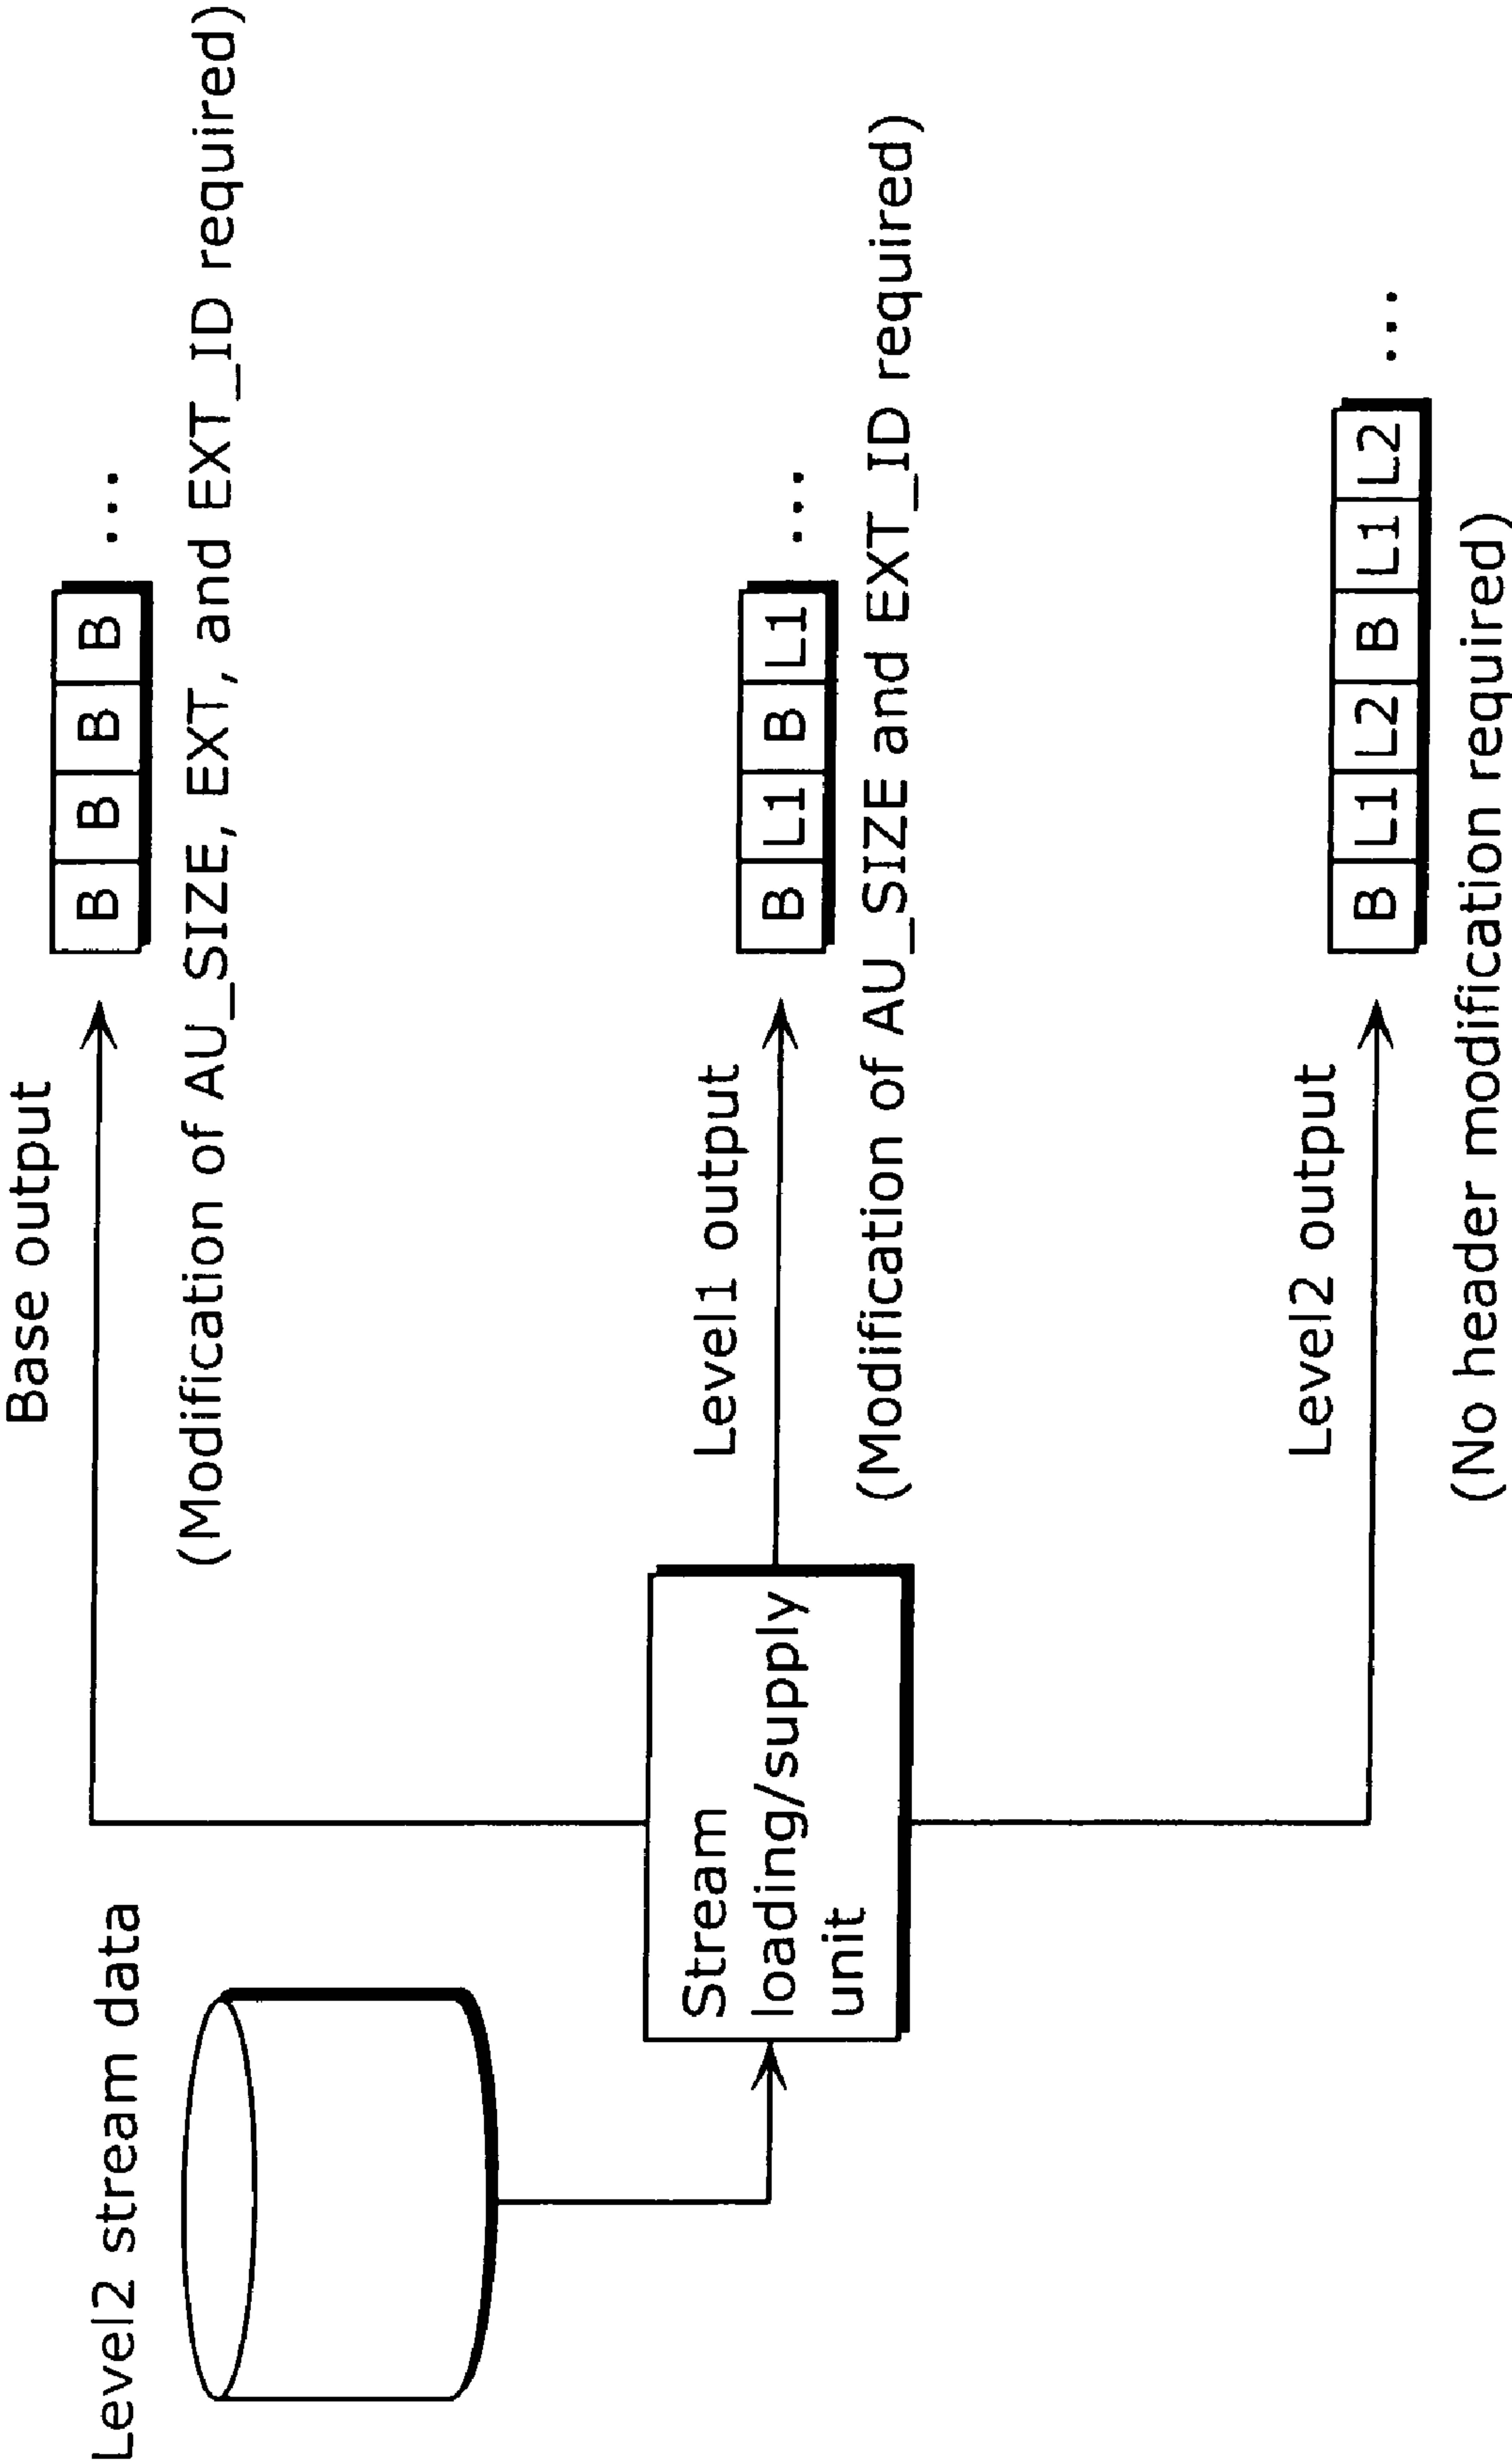 Level2 stream data
Stream
loading/supply
unit
Base output
B B B B ...
(Modification of AU_SIZE, EXT, and EXT_ID required)
Level1 output
B L1 B L1 ...
(Modification of AU_SIZE and EXT_ID required)
Level2 output
B L1 L2 B L1 L2 ...
(No header modification required)